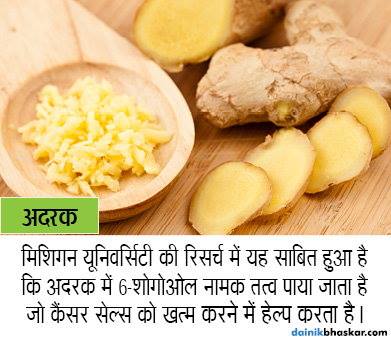 अदरक
मिशिगन यूनिवर्सिटी की रिसर्च में यह साबित हुआ है
कि अदरक में 6-शोगोओल नामक तत्व पाया जाता है
जो कैंसर सेल्स को खत्म करने में हेल्प करता है।
dainikbhaskar.com